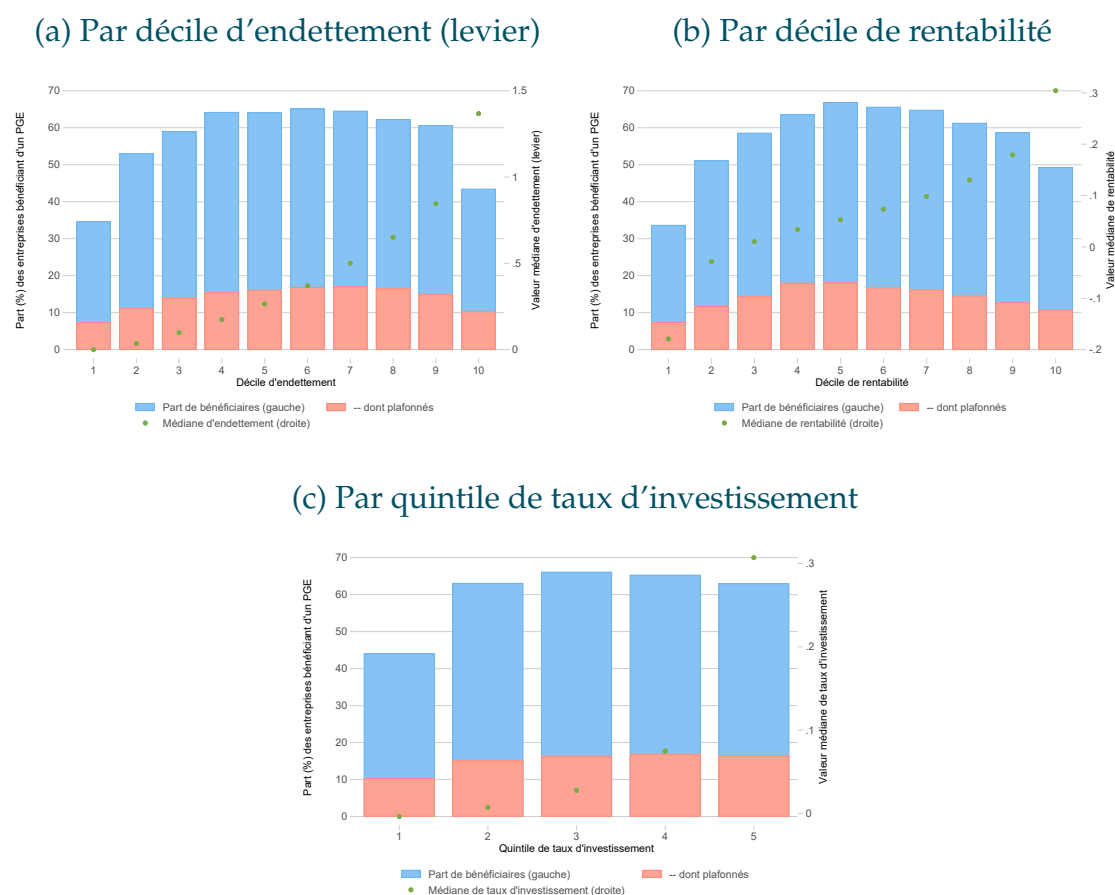 (a) Par décile d'endettement (levier)
Part (%) des entreprises bénéficiant d'un PGE
70
60
50
40
30
20
10
0
1.5
1
.5
0
Valeur médiane d'endettement (levier)
1 2 3 4 5 6 7 8 9 10
Décile d'endettement
Part de bénéficiaires (gauche) -- dont plafonnés
Médiane d'endettement (droite)
(b) Par décile de rentabilité
Part (%) des entreprises bénéficiant d'un PGE
70
60
50
40
30
20
10
0
.3
.2
.1
0
-.1
-.2
Valeur médiane de rentabilité
1 2 3 4 5 6 7 8 9 10
Décile de rentabilité
Part de bénéficiaires (gauche) -- dont plafonnés
Médiane de rentabilité (droite)
(c) Par quintile de taux d'investissement
Part (%) des entreprises bénéficiant d'un PGE
70
60
50
40
30
20
10
0
.3
.2
.1
0
Valeur médiane de taux d'investissement
1 2 3 4 5
Quintile de taux d'investissement
Part de bénéficiaires (gauche) -- dont plafonnés
Médiane de taux d'investissement (droite)